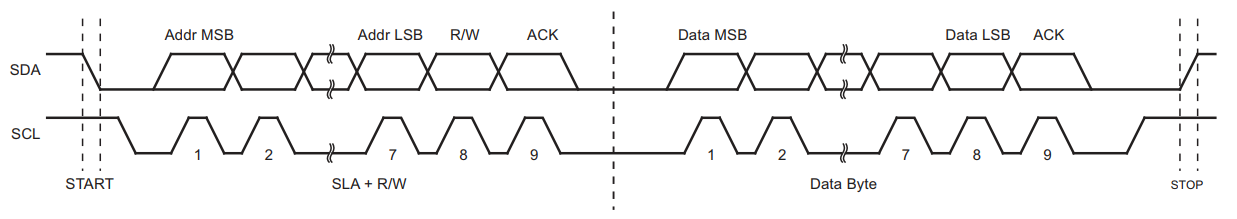 Addr MSB Addr LSB R/W ACK Data MSB Data LSB ACK
SDA
SCL
1 2 7 8 9 1 2 7 8 9
START SLA + R/W Data Byte STOP